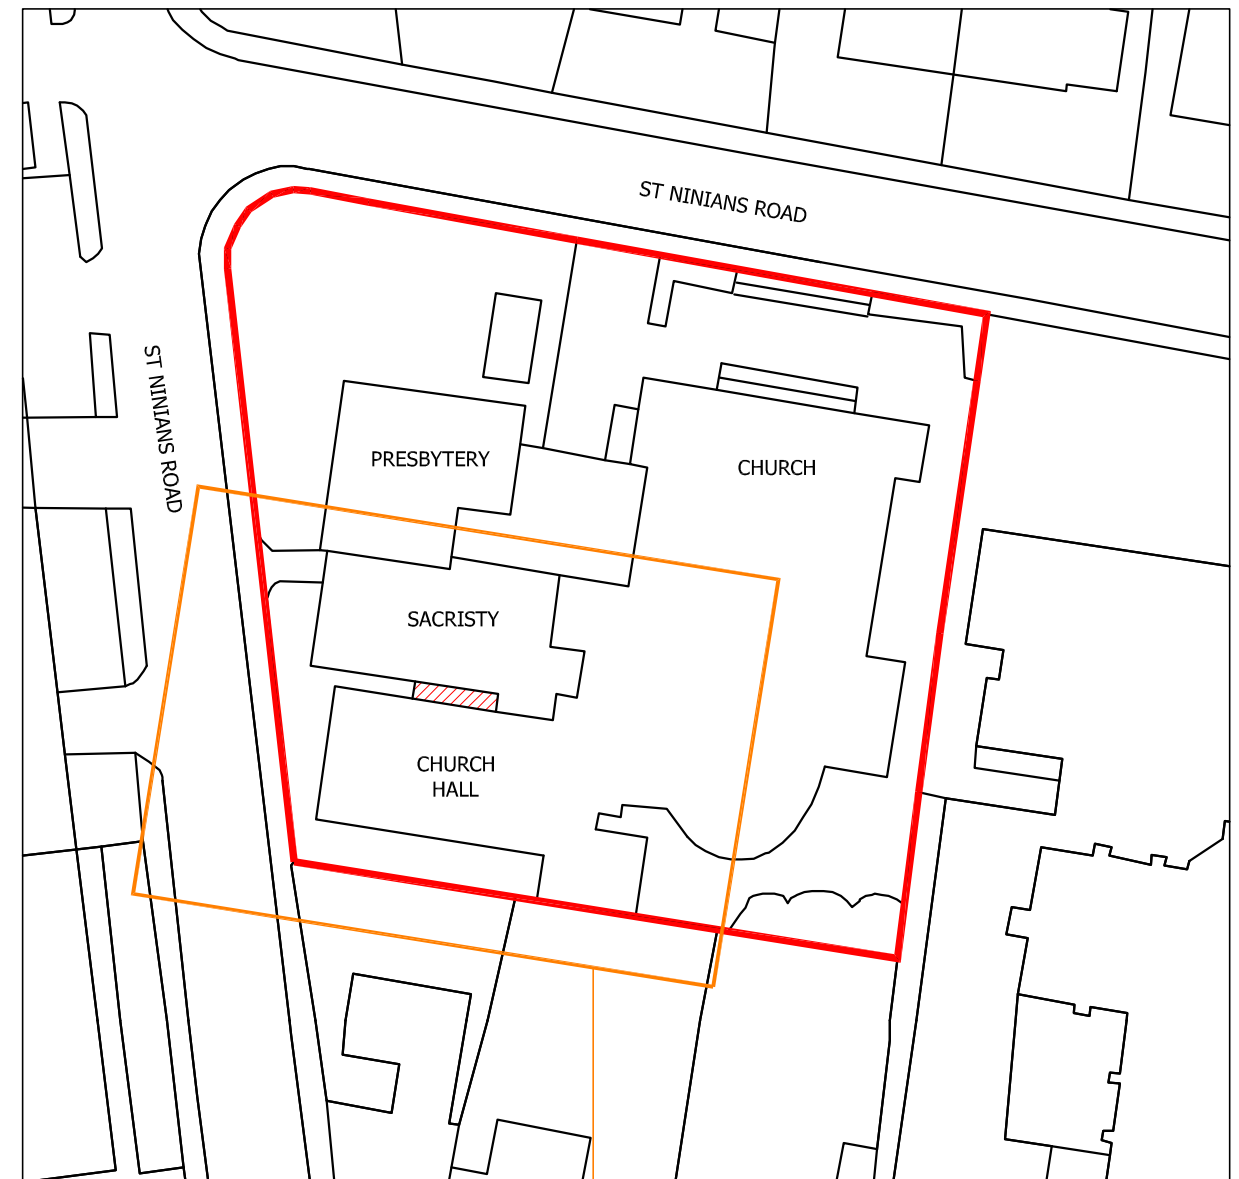 ST NINIANS ROAD
ST NINIANS ROAD
PRESBYTERY
CHURCH
SACRISTY
CHURCH
HALL